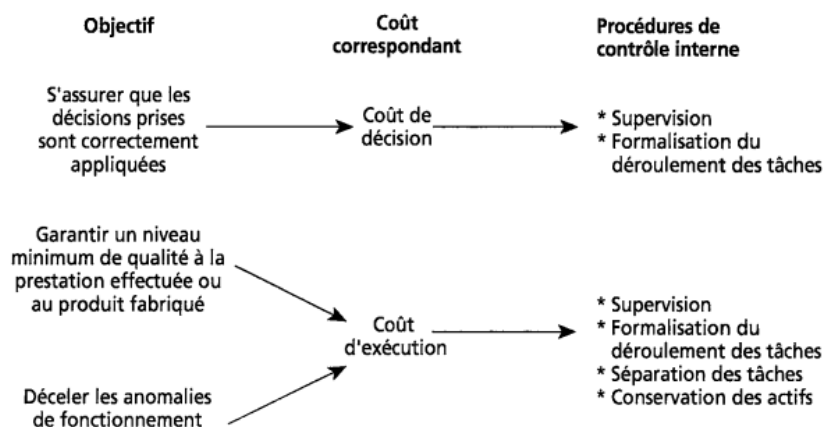 Objectif
Coût
correspondant
Procédures de
contrôle interne
S'assurer que les
décisions prises
sont correctement
appliquées
Coût de
décision
* Supervision
* Formalisation du
déroulement des tâches
Garantir un niveau
minimum de qualité à la
prestation effectuée ou
au produit fabriqué
Coût
d'exécution
* Supervision
* Formalisation du
déroulement des tâches
* Séparation des tâches
* Conservation des actifs
Déceler les anomalies
de fonctionnement